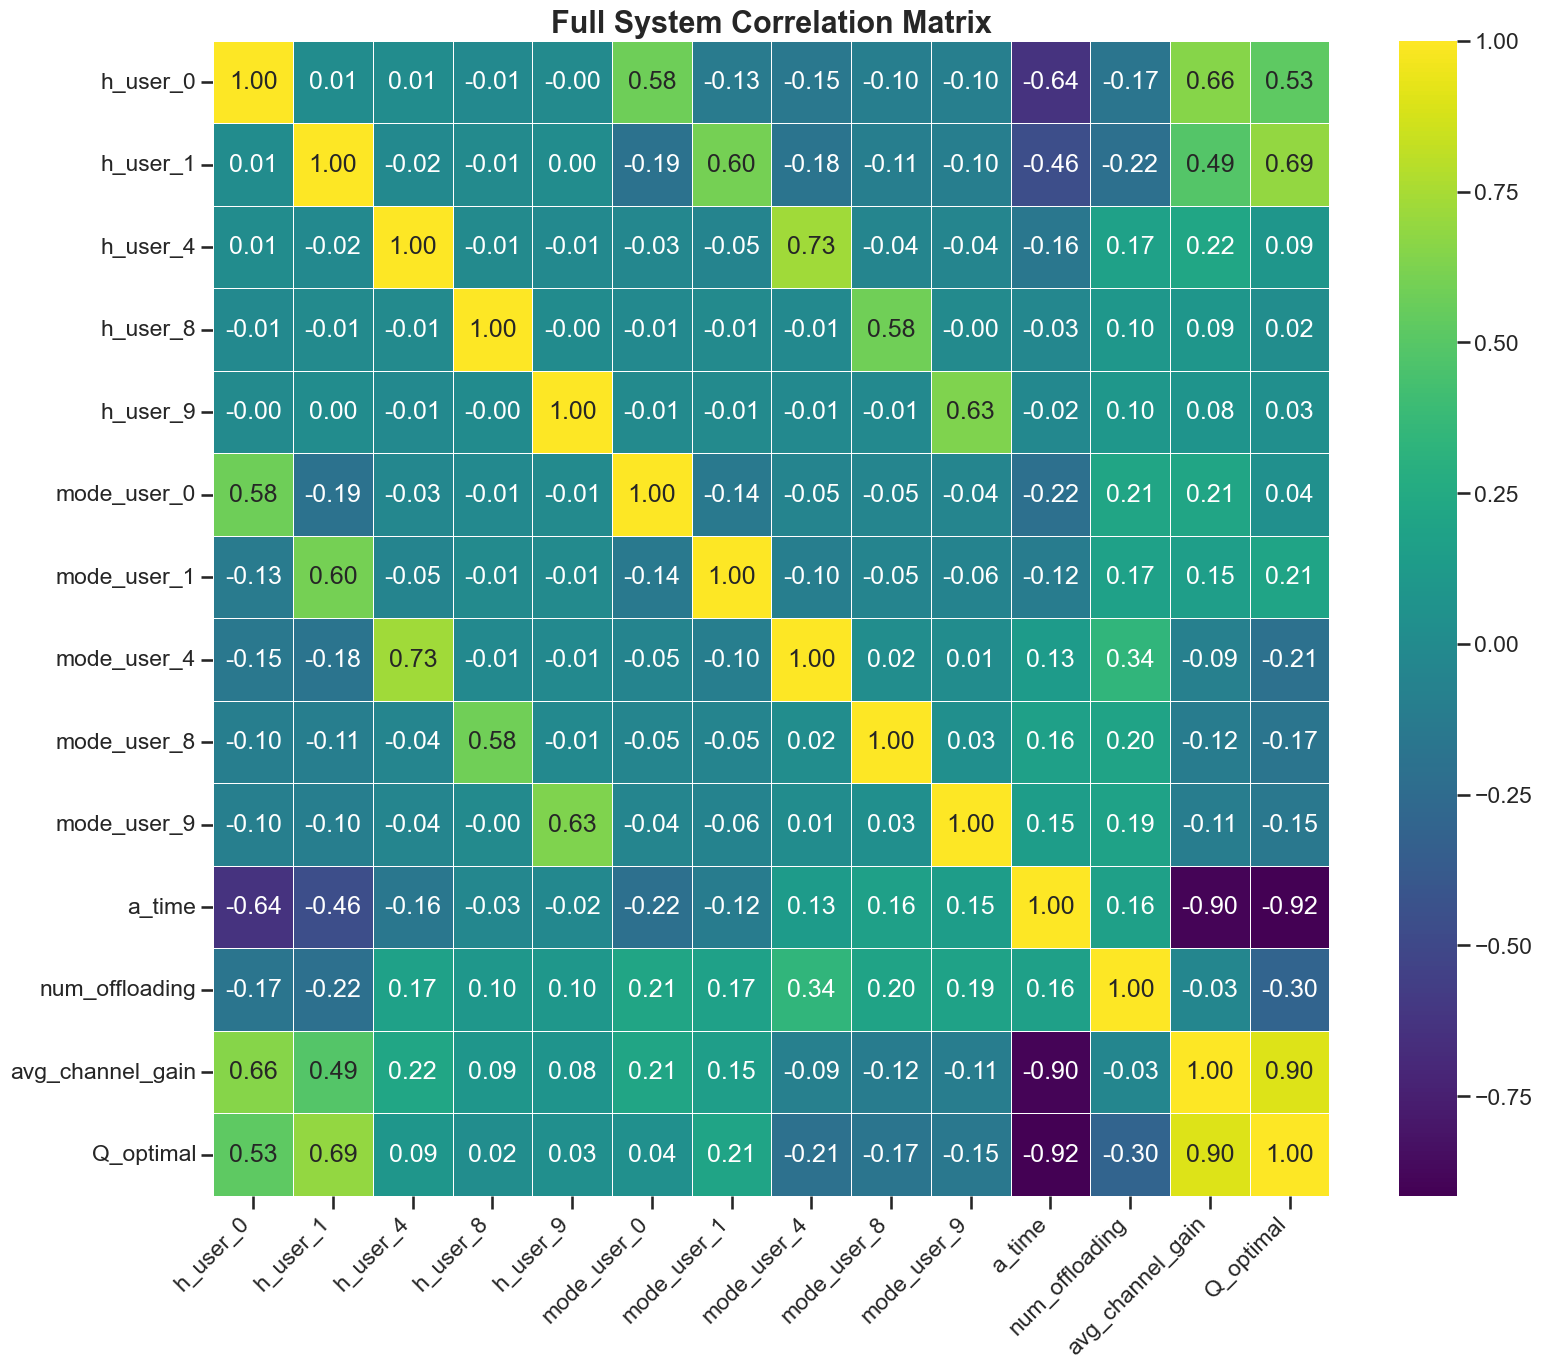 Full System Correlation Matrix
h_user_0 1.00 0.01 0.01 -0.01 -0.00 0.58 -0.13 -0.15 -0.10 -0.10 -0.64 -0.17 0.66 0.53
h_user_1 0.01 1.00 -0.02 -0.01 0.00 -0.19 0.60 -0.18 -0.11 -0.10 -0.46 -0.22 0.49 0.69
h_user_4 0.01 -0.02 1.00 -0.01 -0.01 -0.03 -0.05 0.73 -0.04 -0.04 -0.16 0.17 0.22 0.09
h_user_8 -0.01 -0.01 -0.01 1.00 -0.00 -0.01 -0.01 -0.01 0.58 -0.00 -0.03 0.10 0.09 0.02
h_user_9 -0.00 0.00 -0.01 -0.00 1.00 -0.01 -0.01 -0.01 -0.01 0.63 -0.02 0.10 0.08 0.03
mode_user_0 0.58 -0.19 -0.03 -0.01 -0.01 1.00 -0.14 -0.05 -0.05 -0.04 -0.22 0.21 0.21 0.04
mode_user_1 -0.13 0.60 -0.05 -0.01 -0.01 -0.14 1.00 -0.10 -0.05 -0.06 -0.12 0.17 0.15 0.21
mode_user_4 -0.15 -0.18 0.73 -0.01 -0.01 -0.05 -0.10 1.00 0.02 0.01 0.13 0.34 -0.09 -0.21
mode_user_8 -0.10 -0.11 -0.04 0.58 -0.01 -0.05 -0.05 0.02 1.00 0.03 0.16 0.20 -0.12 -0.17
mode_user_9 -0.10 -0.10 -0.04 -0.00 0.63 -0.04 -0.06 0.01 0.03 1.00 0.15 0.19 -0.11 -0.15
a_time -0.64 -0.46 -0.16 -0.03 -0.02 -0.22 -0.12 0.13 0.16 0.15 1.00 0.16 -0.90 -0.92
num_offloading -0.17 -0.22 0.17 0.10 0.10 0.21 0.17 0.34 0.20 0.19 0.16 1.00 -0.03 -0.30
avg_channel_gain 0.66 0.49 0.22 0.09 0.08 0.21 0.15 -0.09 -0.12 -0.11 -0.90 -0.03 1.00 0.90
Q_optimal 0.53 0.69 0.09 0.02 0.03 0.04 0.21 -0.21 -0.17 -0.15 -0.92 -0.30 0.90 1.00
h_user_0
h_user_1
h_user_4
h_user_8
h_user_9
mode_user_0
mode_user_1
mode_user_4
mode_user_8
mode_user_9
a_time
num_offloading
avg_channel_gain
Q_optimal
1.00
0.75
0.50
0.25
0.00
−0.25
−0.50
−0.75